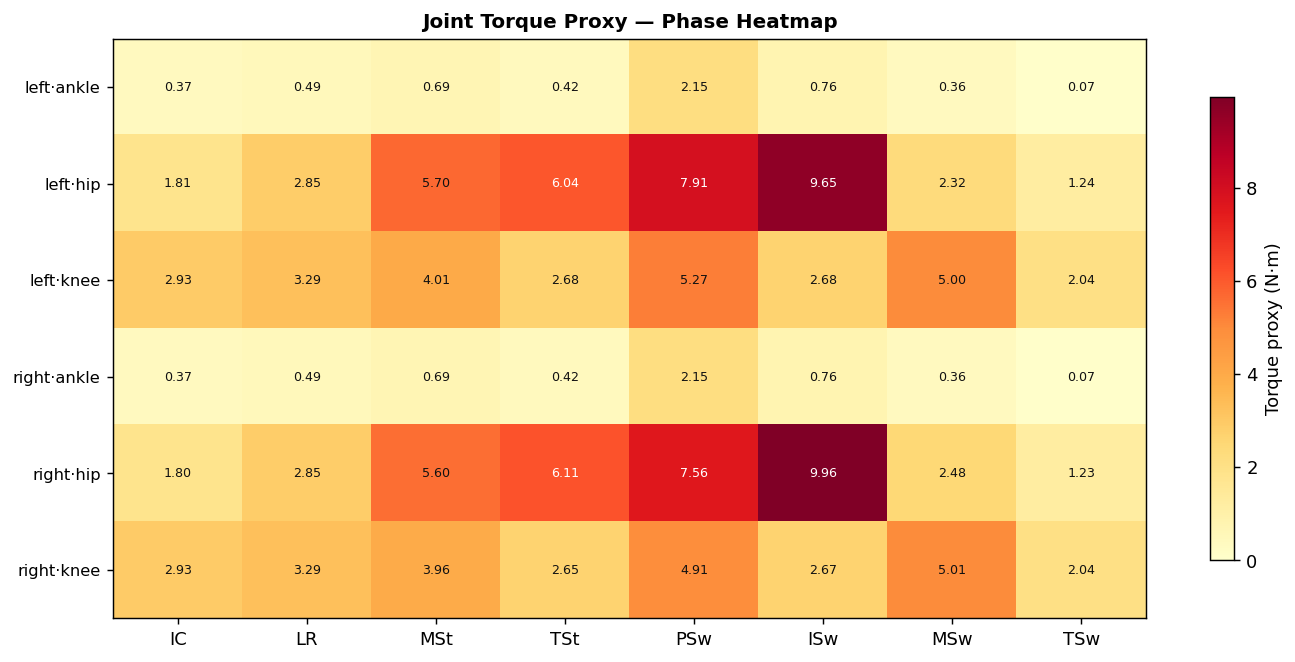 Joint Torque Proxy — Phase Heatmap
left·ankle 0.37 0.49 0.69 0.42 2.15 0.76 0.36 0.07
left·hip 1.81 2.85 5.70 6.04 7.91 9.65 2.32 1.24
left·knee 2.93 3.29 4.01 2.68 5.27 2.68 5.00 2.04
right·ankle 0.37 0.49 0.69 0.42 2.15 0.76 0.36 0.07
right·hip 1.80 2.85 5.60 6.11 7.56 9.96 2.48 1.23
right·knee 2.93 3.29 3.96 2.65 4.91 2.67 5.01 2.04
IC LR MSt TSt PSw ISw MSw TSw
8
6
4
2
0
Torque proxy (N·m)